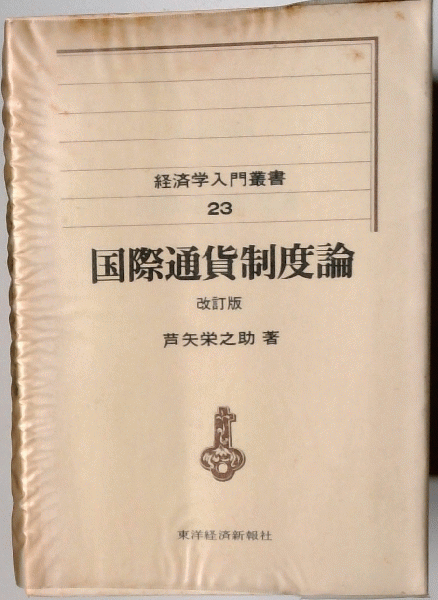 経済学入門叢書
23
国際通貨制度論
改訂版
芦矢栄之助 著
東洋経済新報社